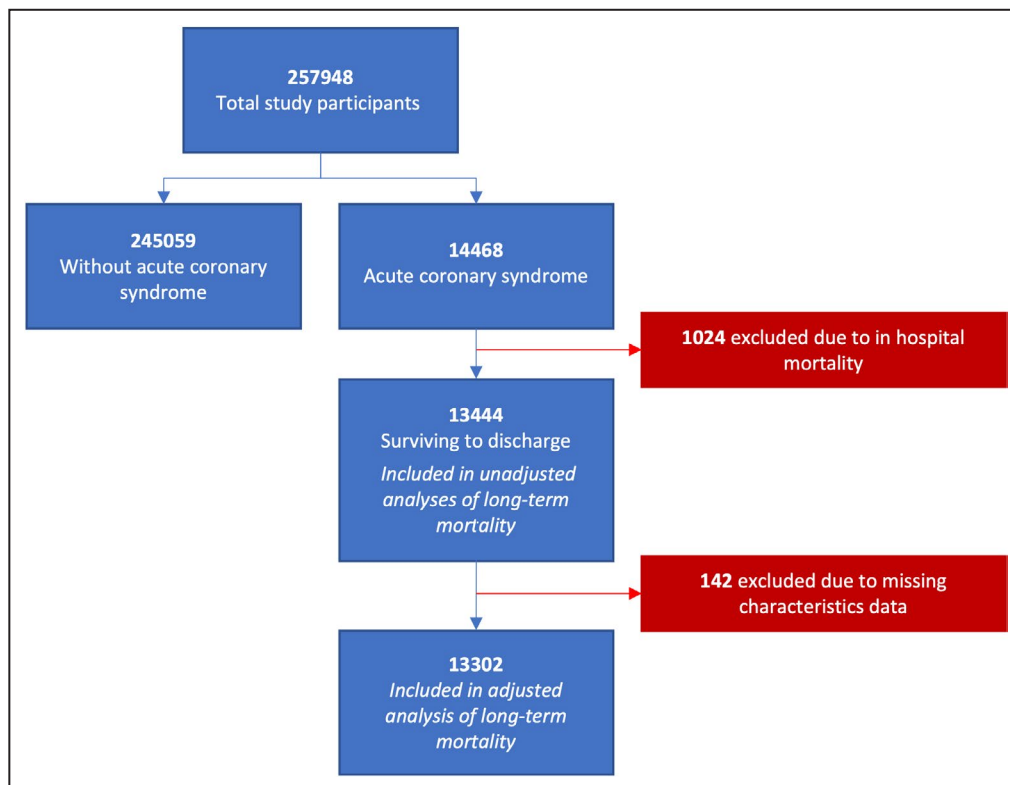 257948
Total study participants
245059
Without acute coronary
syndrome
14468
Acute coronary syndrome
1024 excluded due to in hospital
mortality
13444
Surviving to discharge
Included in unadjusted
analyses of long-term
mortality
142 excluded due to missing
characteristics data
13302
Included in adjusted
analysis of long-term
mortality